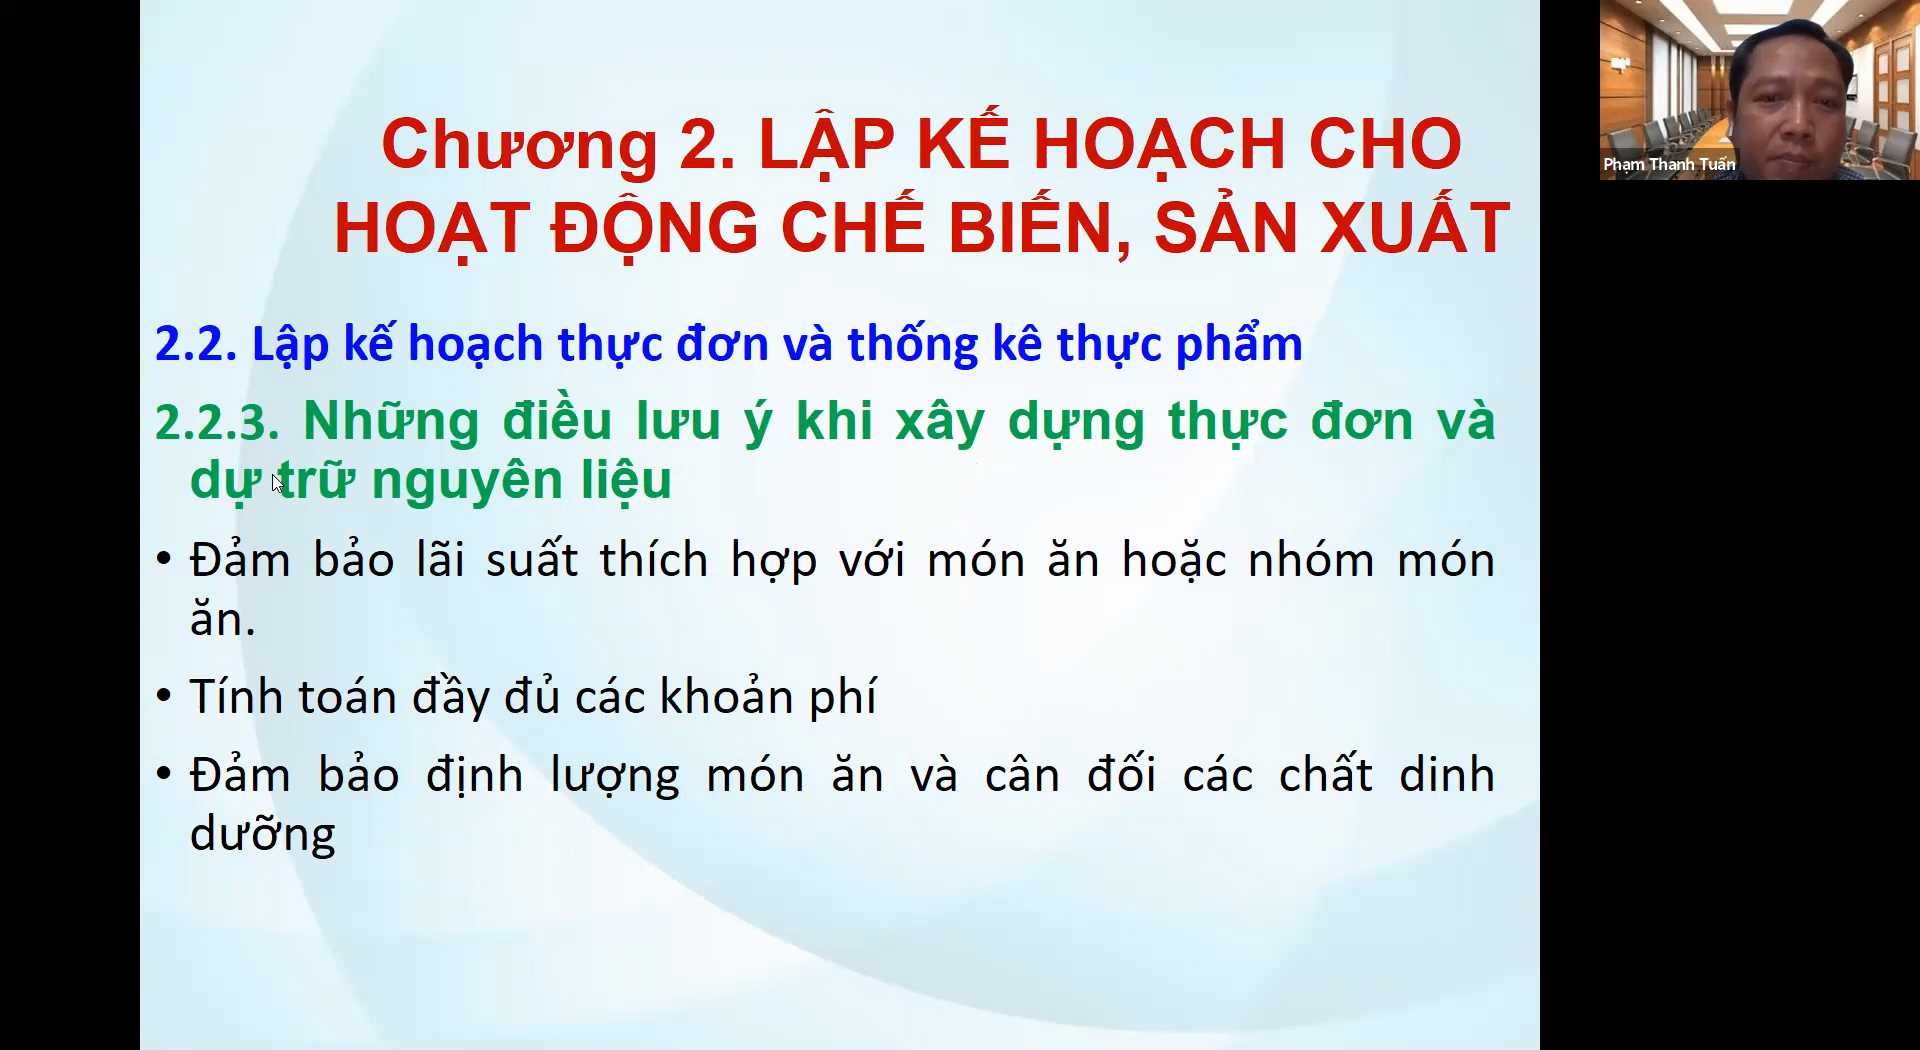 Chương 2. LẬP KẾ HOẠCH CHO
HOẠT ĐỘNG CHẾ BIẾN, SẢN XUẤT
2.2. Lập kế hoạch thực đơn và thống kê thực phẩm
2.2.3. Những điều lưu ý khi xây dựng thực đơn và
dự trữ nguyên liệu
• Đảm bảo lãi suất thích hợp với món ăn hoặc nhóm món
ăn.
• Tính toán đầy đủ các khoản phí
• Đảm bảo định lượng món ăn và cân đối các chất dinh
dưỡng
Phạm Thanh Tuấn